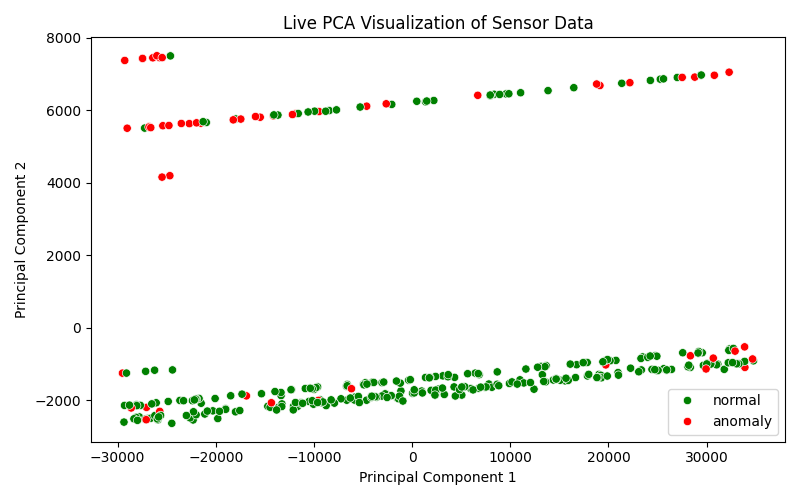 Live PCA Visualization of Sensor Data
8000
6000
4000
2000
0
−2000
Principal Component 2
−30000 −20000 −10000 0 10000 20000 30000
Principal Component 1
normal
anomaly